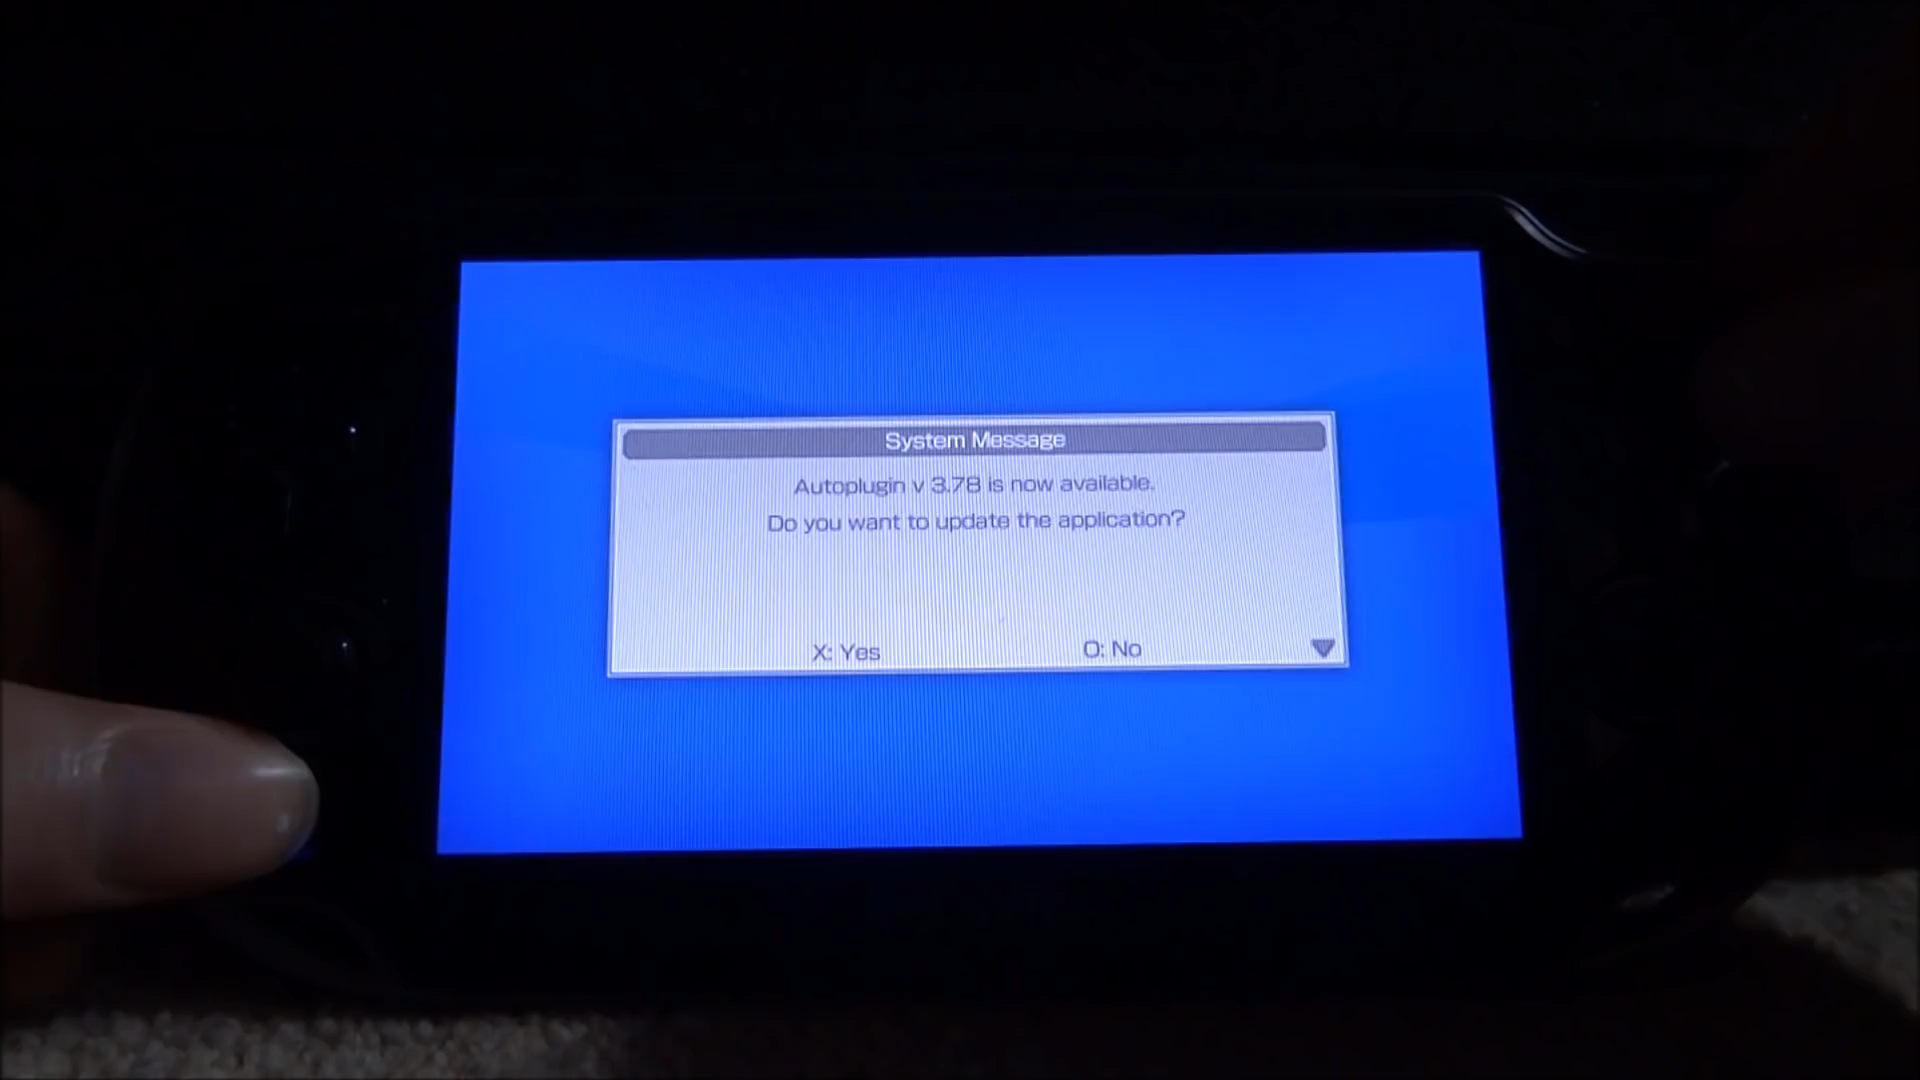 System Message
Autoplugin v 3.78 is now available.
Do you want to update the application?
X: Yes O: No